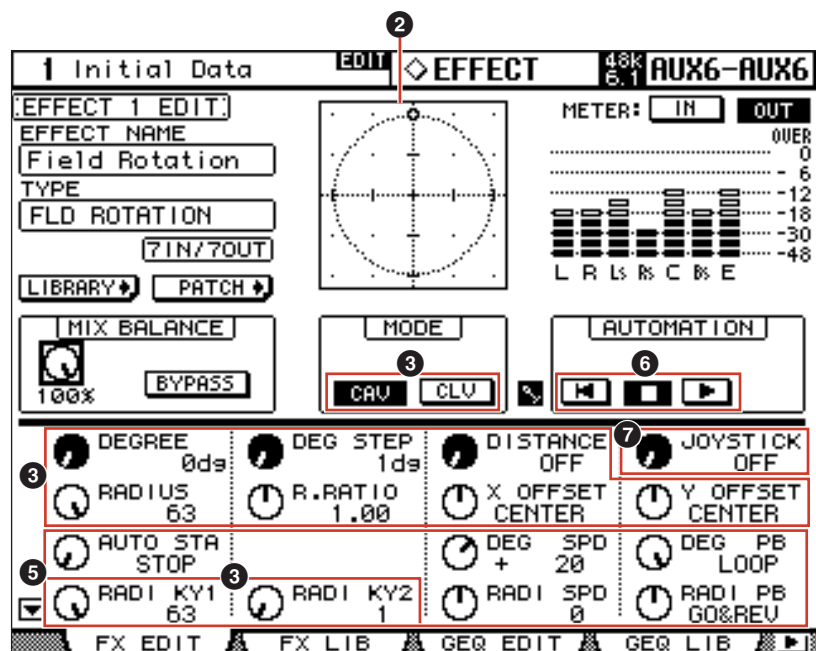 2
1 Initial Data EDIT ◇EFFECT 48K 6.1 AUX6-AUX6
EFFECT 1 EDIT
METER: IN OUT
EFFECT NAME
Field Rotation
TYPE
FLD ROTATION
7IN/7OUT
LIBRARY PATCH
OVER
0
- 6
-12
-18
-30
-48
L R Ls Rs C Bs E
MIX BALANCE
100%
BYPASS
MODE
3
CAV CLV
AUTOMATION
6
7
3
DEGREE
0dg
DEG STEP
1dg
DISTANCE
OFF
JOYSTICK
OFF
RADIUS
63
R.RATIO
1.00
X OFFSET
CENTER
Y OFFSET
CENTER
5
AUTO STA
STOP
DEG SPD
+ 20
DEG PB
LOOP
3
RADI KY1
63
RADI KY2
1
RADI SPD
0
RADI PB
GO&REV
FX EDIT FX LIB GEQ EDIT GEQ LIB